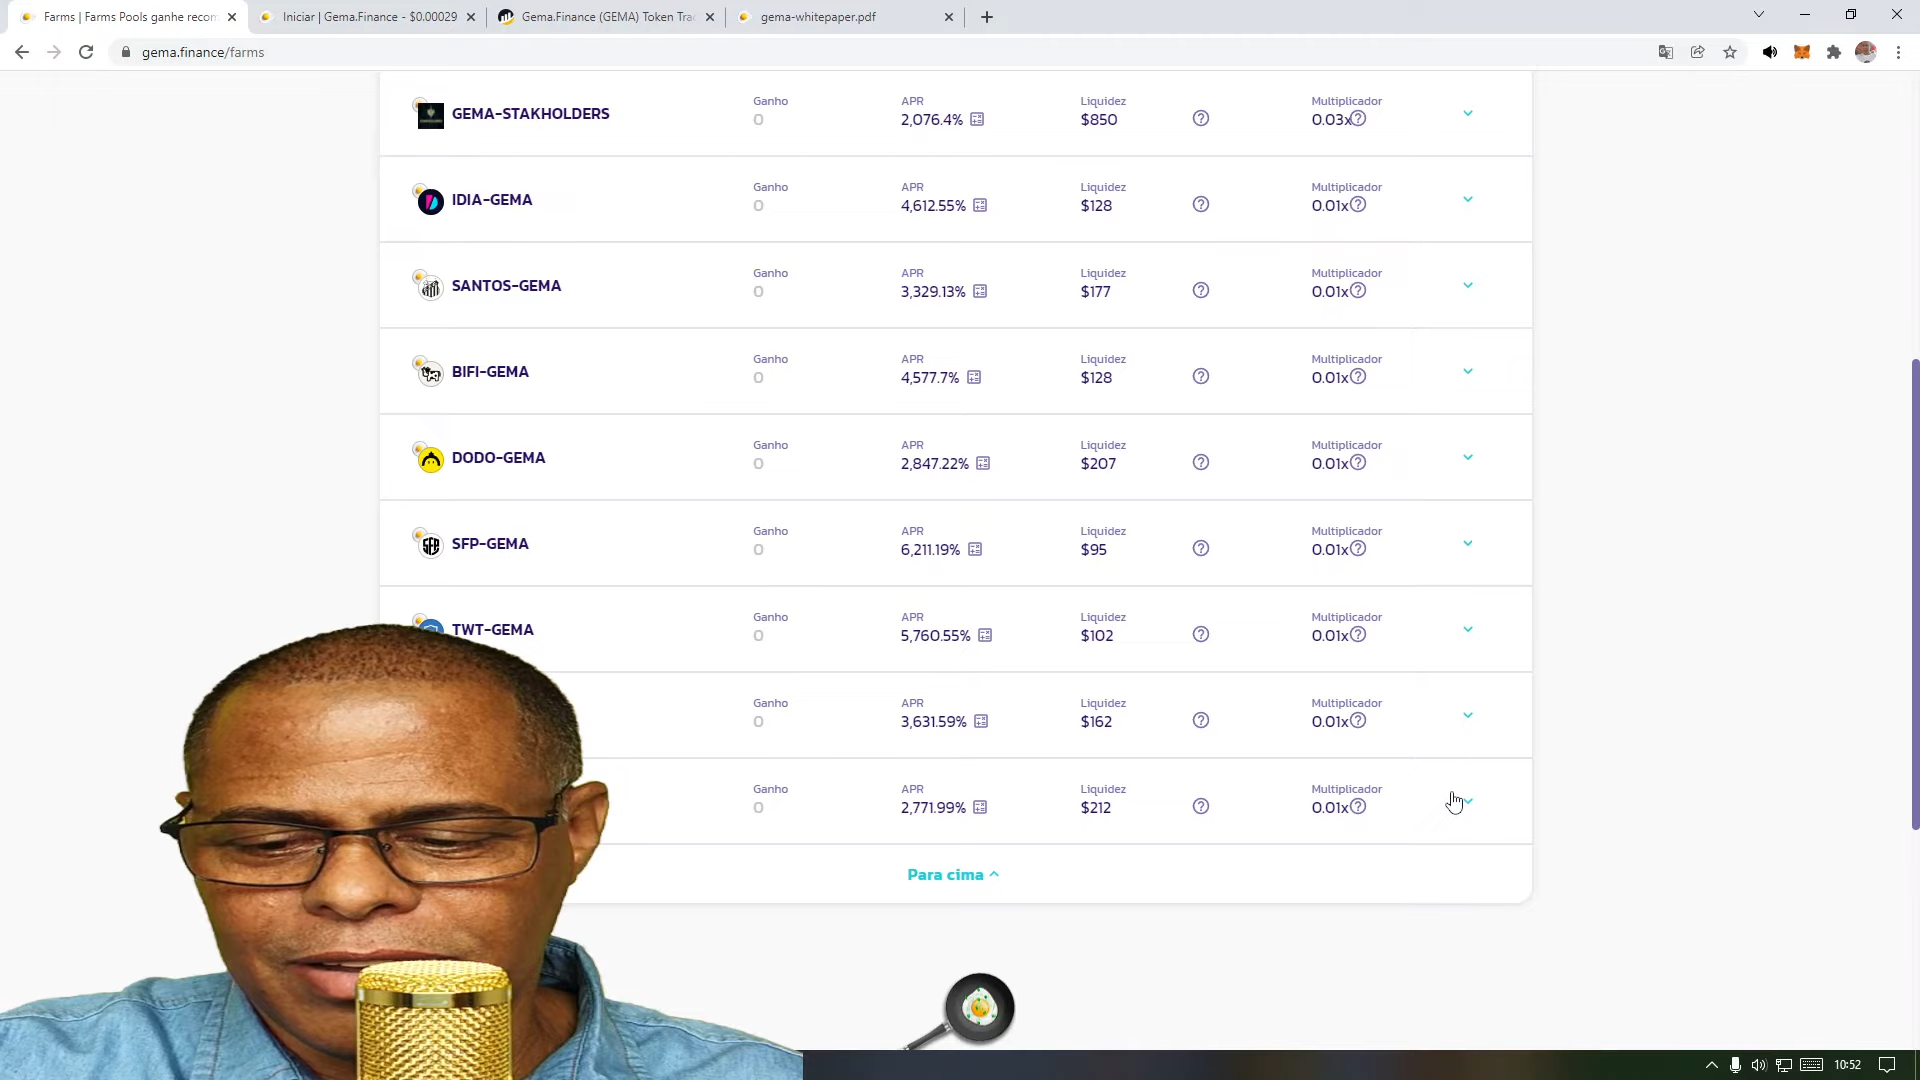 Farms | Farms Pools ganhe recom
Iniciar | Gema.Finance - $0.00029
Gema.Finance (GEMA) Token Trac
gema-whitepaper.pdf
gema.finance/farms
GEMA-STAKHOLDERS
Ganho
0
APR
2,076.4%
Liquidez
$850
Multiplicador
0.03x
IDIA-GEMA
Ganho
0
APR
4,612.55%
Liquidez
$128
Multiplicador
0.01x
SANTOS-GEMA
Ganho
0
APR
3,329.13%
Liquidez
$177
Multiplicador
0.01x
BIFI-GEMA
Ganho
0
APR
4,577.7%
Liquidez
$128
Multiplicador
0.01x
DODO-GEMA
Ganho
0
APR
2,847.22%
Liquidez
$207
Multiplicador
0.01x
SFP-GEMA
Ganho
0
APR
6,211.19%
Liquidez
$95
Multiplicador
0.01x
TWT-GEMA
Ganho
0
APR
5,760.55%
Liquidez
$102
Multiplicador
0.01x
Ganho
0
APR
3,631.59%
Liquidez
$162
Multiplicador
0.01x
Ganho
0
APR
2,771.99%
Liquidez
$212
Multiplicador
0.01x
Para cima
10:52